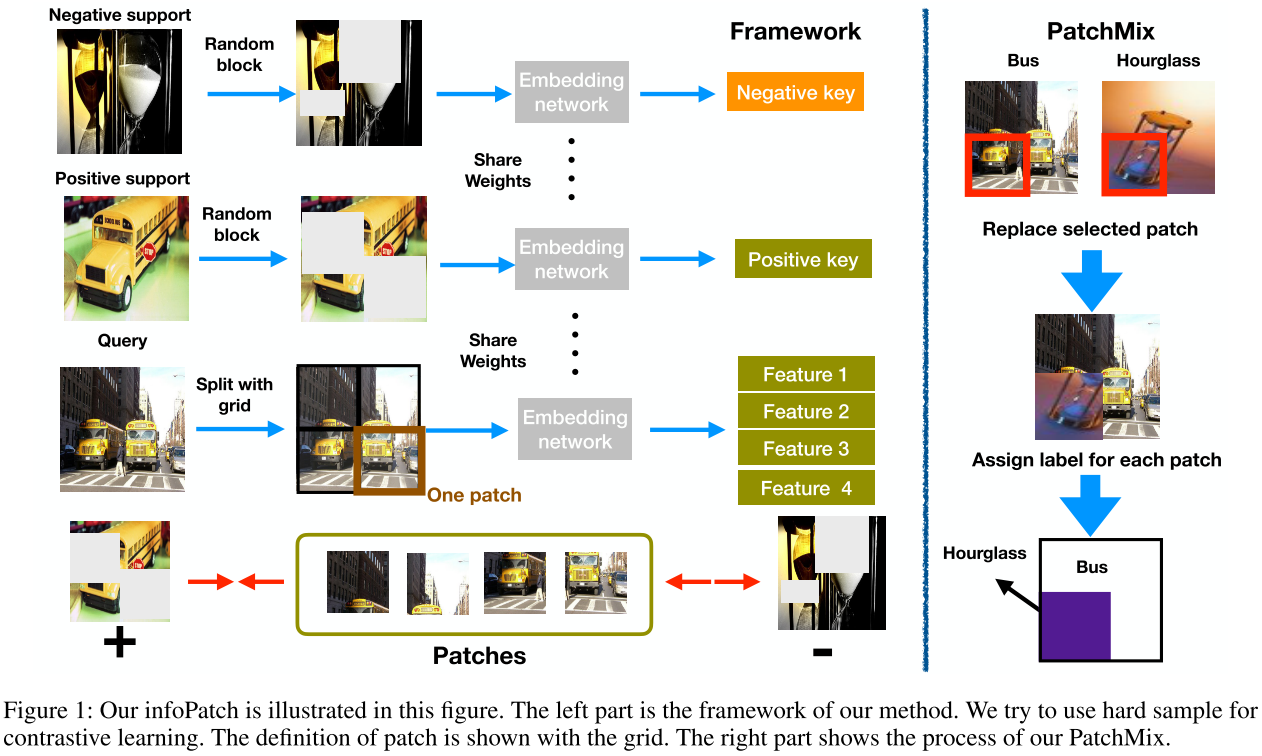 Negative support
Random
block
Embedding
network
Negative key
Framework
Share
Weights
Positive support
Random
block
SCHOOL BUS
STOP
Embedding
network
Positive key
Share
Weights
Query
Split with
grid
One patch
Embedding
network
Feature 1
Feature 2
Feature 3
Feature 4
+
Patches
-
PatchMix
Bus
Hourglass
Replace selected patch
Assign label for each patch
Hourglass
Bus
Figure 1: Our infoPatch is illustrated in this figure. The left part is the framework of our method. We try to use hard sample for
contrastive learning. The definition of patch is shown with the grid. The right part shows the process of our PatchMix.